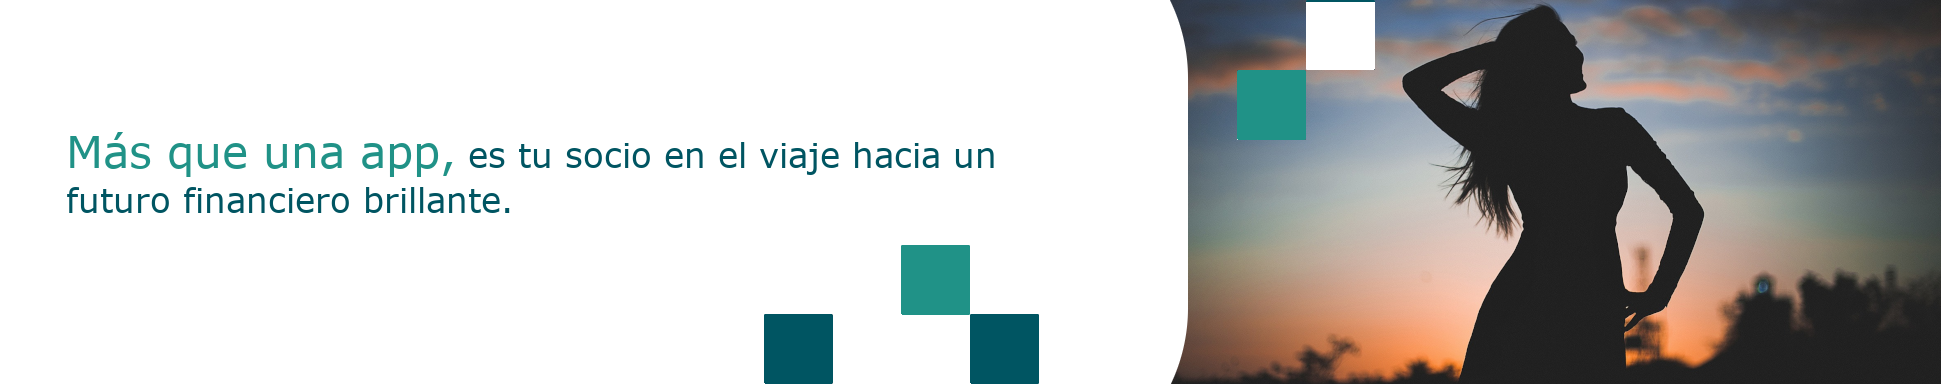 Más que una app, es tu socio en el viaje hacia un
futuro financiero brillante.